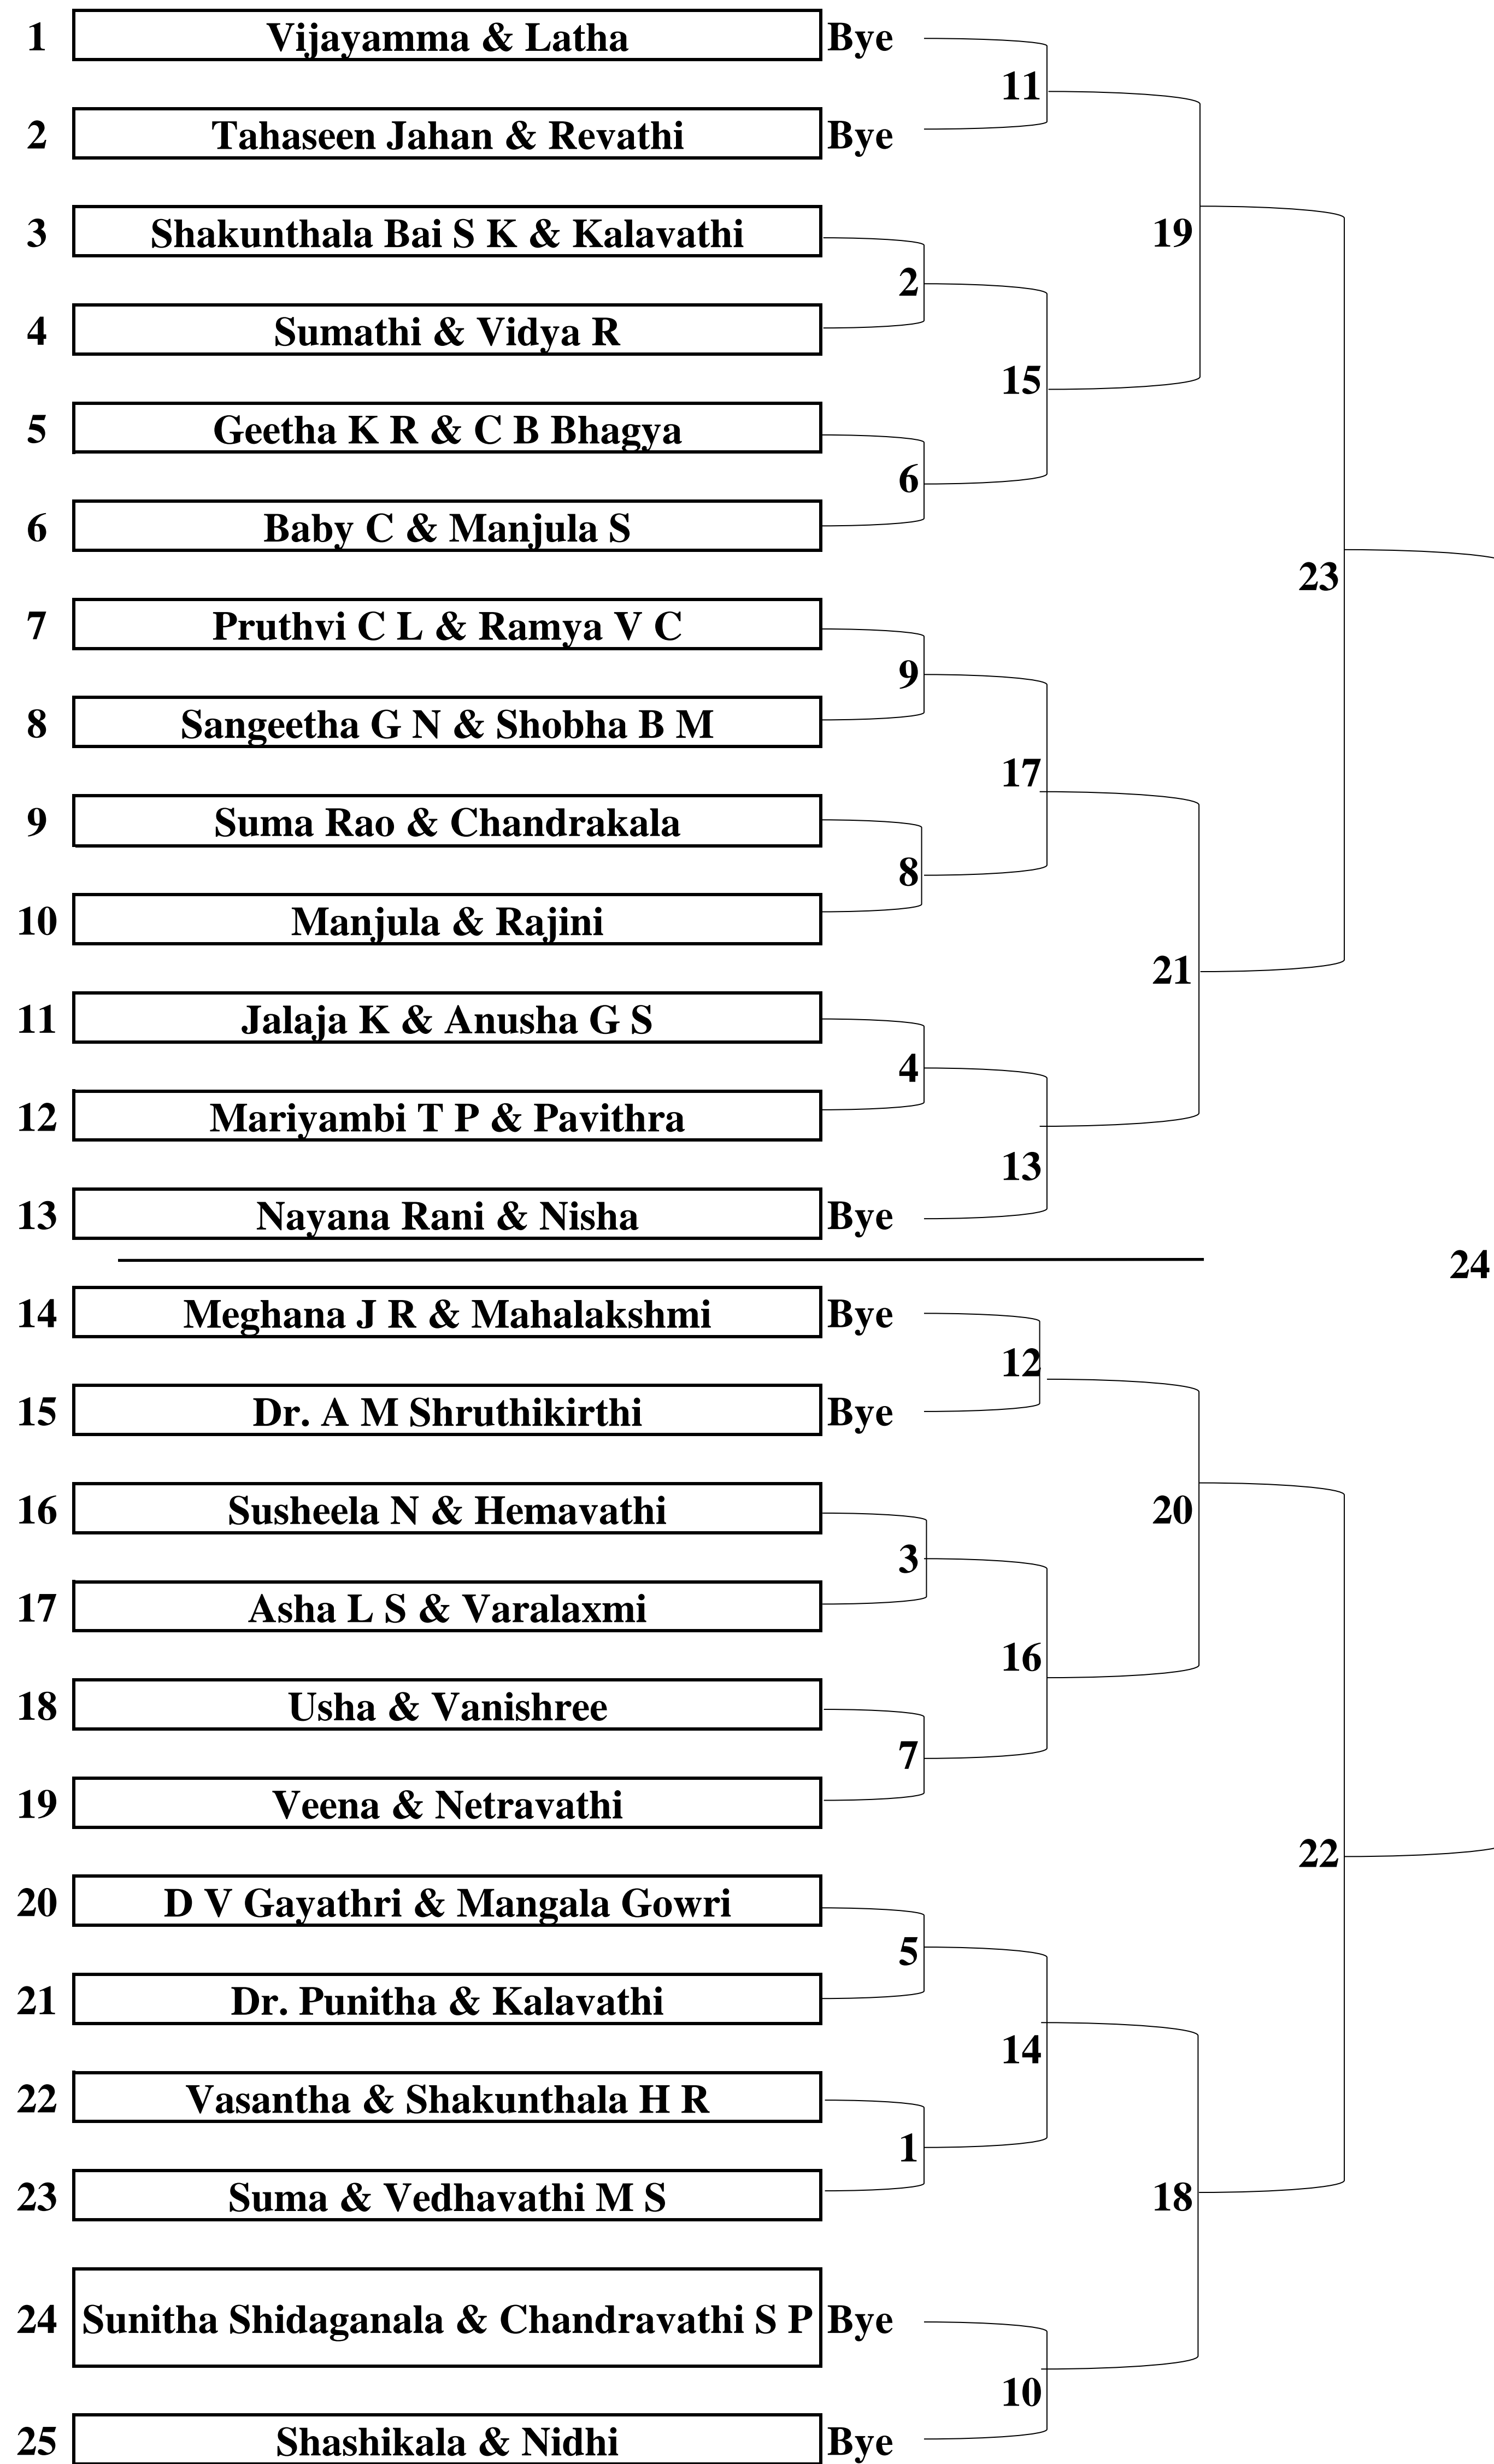 1 Vijayamma & Latha Bye
11
2 Tahaseen Jahan & Revathi Bye
3 Shakunthala Bai S K & Kalavathi 19
2
4 Sumathi & Vidya R
15
5 Geetha K R & C B Bhagya
6
6 Baby C & Manjula S
23
7 Pruthvi C L & Ramya V C
9
8 Sangeetha G N & Shobha B M
17
9 Suma Rao & Chandrakala
8
10 Manjula & Rajini
21
11 Jalaja K & Anusha G S
4
12 Mariyambi T P & Pavithra
13
13 Nayana Rani & Nisha Bye
24
14 Meghana J R & Mahalakshmi Bye
12
15 Dr. A M Shruthikirthi Bye
16 Susheela N & Hemavathi 20
3
17 Asha L S & Varalaxmi
16
18 Usha & Vanishree
7
19 Veena & Netravathi
22
20 D V Gayathri & Mangala Gowri
5
21 Dr. Punitha & Kalavathi
14
22 Vasantha & Shakunthala H R
1
23 Suma & Vedhavathi M S 18
24 Sunitha Shidaganala & Chandravathi S P Bye
10
25 Shashikala & Nidhi Bye